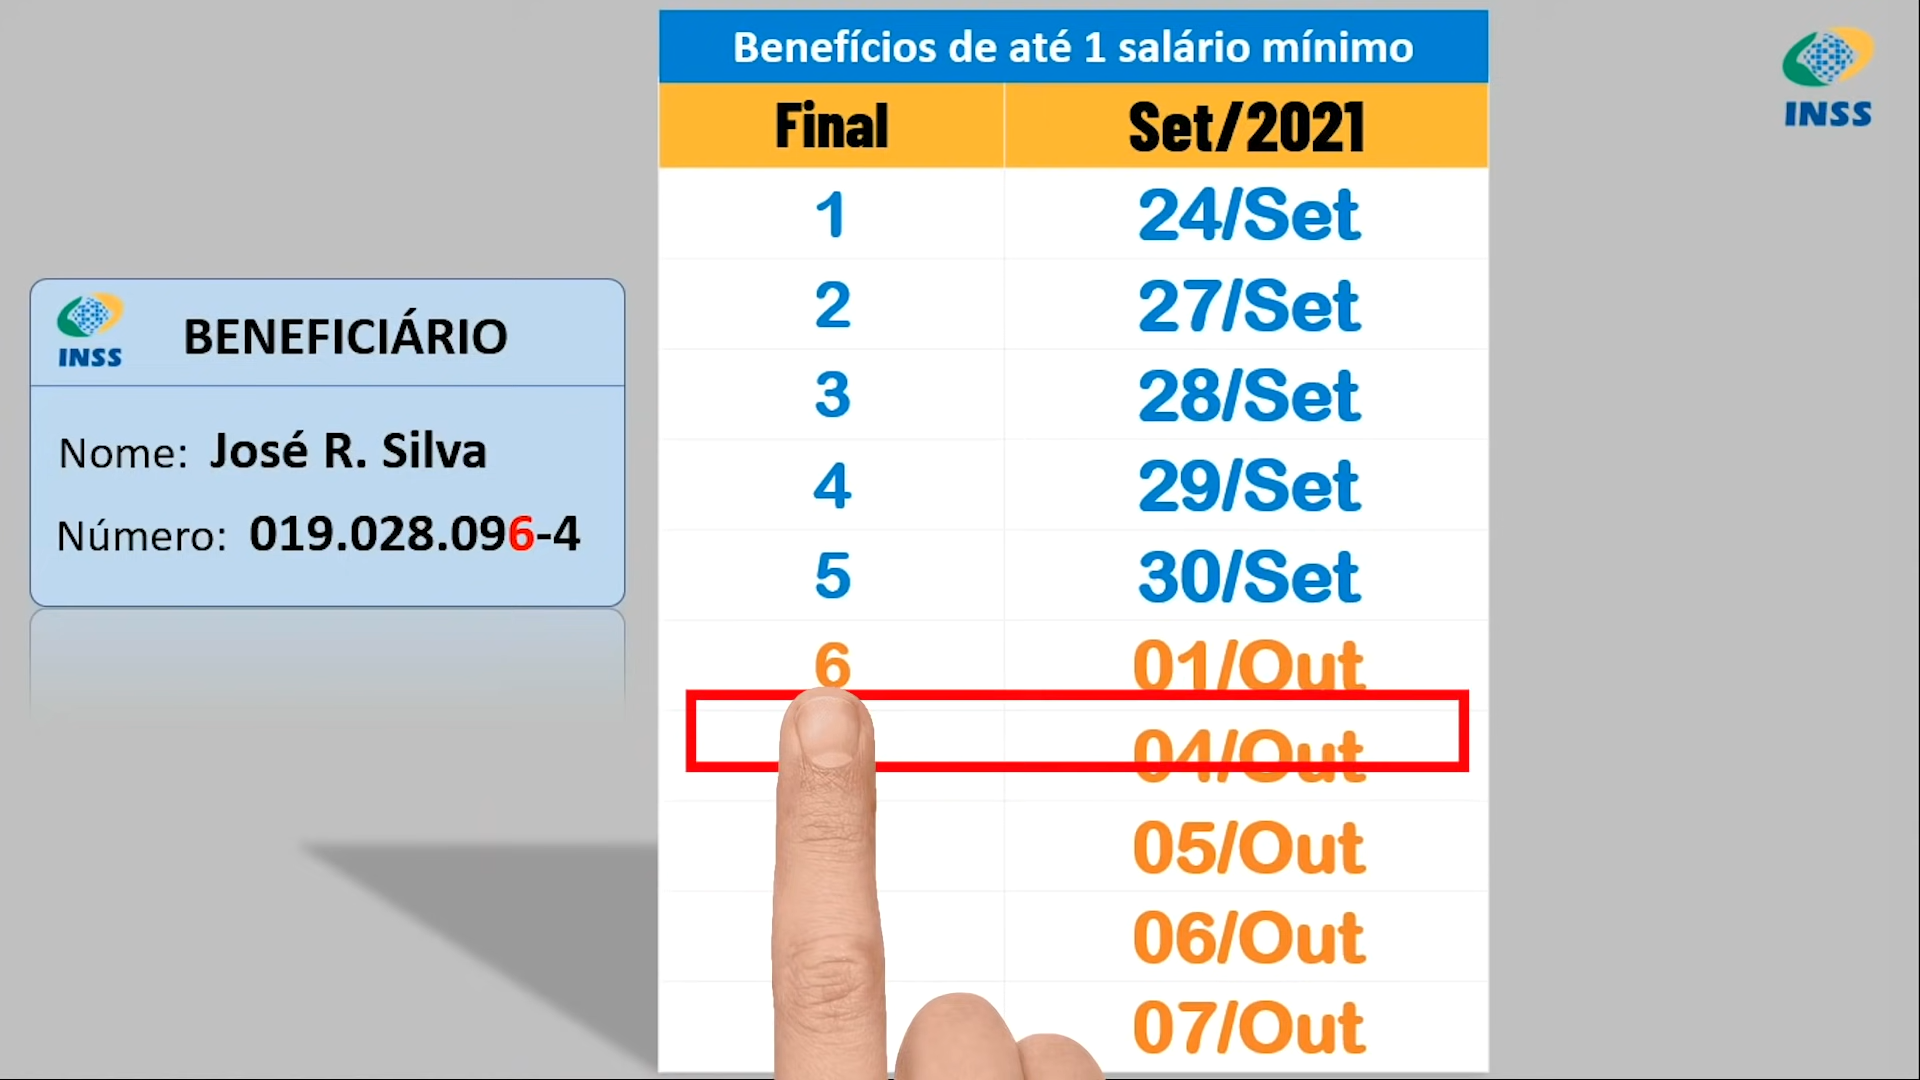 Benefícios de até 1 salário mínimo
Final Set/2021
1 24/Set
2 27/Set
3 28/Set
4 29/Set
5 30/Set
6 01/Out
04/Out
05/Out
06/Out
07/Out
INSS
INSS BENEFICIÁRIO
Nome: José R. Silva
Número: 019.028.096-4